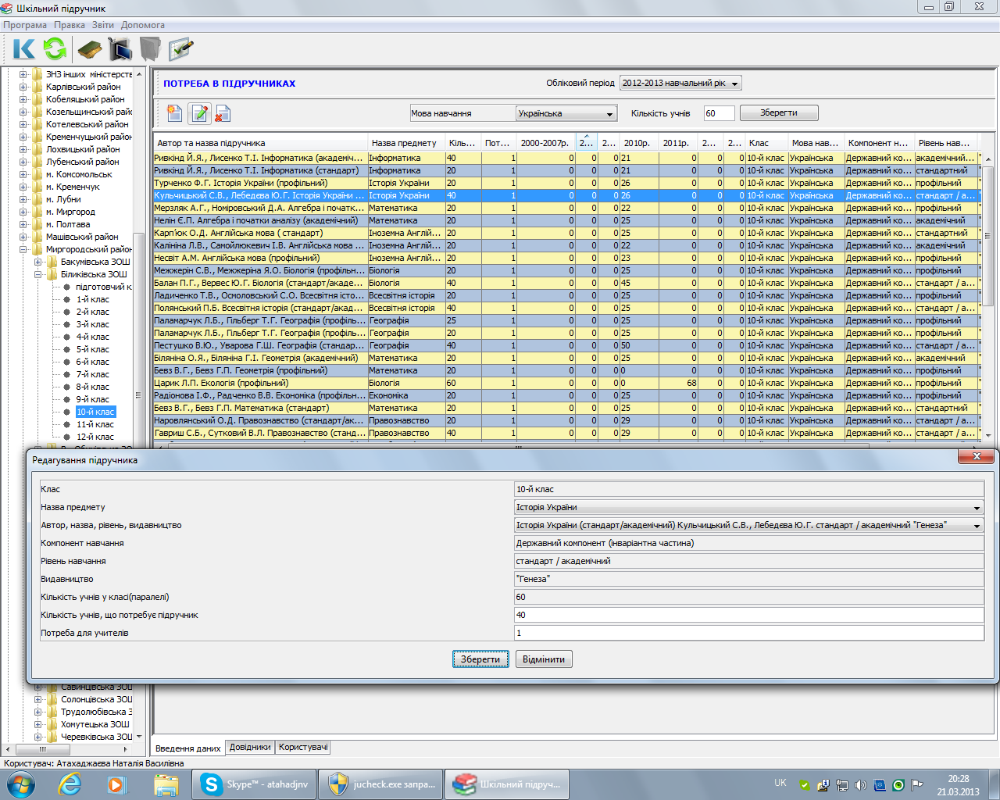 Шкільний підручник
Програма Правка Звіти Допомога
ЗНЗ інших міністерств
Карлівський район
Кобеляцький район
Козельщинський райо
Котелевський район
Кременчуцький район
Лохвицький район
Лубенський район
м. Комсомольськ
м. Кременчук
м. Лубни
м. Миргород
м. Полтава
Машівський район
Миргородський район
Бакумівська ЗОШ
Біликівська ЗОШ
підготовчий к
1-й клас
2-й клас
3-й клас
4-й клас
5-й клас
6-й клас
7-й клас
8-й клас
9-й клас
10-й клас
11-й клас
12-й клас
ПОТРЕБА В ПІДРУЧНИКАХ Обліковий період 2012-2013 навчальний рік
Мова навчання Українська Кількість учнів 60 Зберегти
Автор та назва підручника Назва предмету Кіль... Пот... 2000-2007р. 2... 2... 2010р. 2011р. 2... 2... Клас Мова нав... Компонент н... Рівень нав...
Ривкінд Й.Я., Лисенко Т.І. Інформатика (академіч... Інформатика 40 1 0 0 0 21 0 0 0 10-й клас Українська Державний ко... академічний...
Ривкінд Й.Я., Лисенко Т.І. Інформатика (стандарт) Інформатика 20 1 0 0 0 21 0 0 0 10-й клас Українська Державний ко... стандартний
Турченко Ф.Г. Історія України (профільний) Історія України 20 1 0 0 0 26 0 0 0 10-й клас Українська Державний ко... профільний
Кульчицький С.В., Лебедєва Ю.Г. Історія України ... Історія України 40 1 0 0 0 26 0 0 0 10-й клас Українська Державний ко... стандарт / а...
Мерзляк А.Г., Номіровський Д.А. Алгебра і початк... Математика 20 1 0 0 0 22 0 0 0 10-й клас Українська Державний ко... профільний
Нелін Є.П. Алгебра і початки аналізу (академічний) Математика 20 1 0 0 0 25 0 0 0 10-й клас Українська Державний ко... академічний
Карп'юк О.Д. Англійська мова ( стандарт) Іноземна Англій... 20 1 0 0 0 25 0 0 0 10-й клас Українська Державний ко... стандартний
Калініна Л.В., Самойлюкевич І.В. Англійська мова ... Іноземна Англій... 20 1 0 0 0 22 0 0 0 10-й клас Українська Державний ко... академічний
Несвіт А.М. Англійська мова (профільний) Іноземна Англій... 20 1 0 0 0 23 0 0 0 10-й клас Українська Державний ко... профільний
Межжерін С.В., Межжеріна Я.О. Біологія (профільн... Біологія 20 1 0 0 0 25 0 0 0 10-й клас Українська Державний ко... профільний
Балан П.Г., Вервес Ю.Г. Біологія (стандарт/акаде... Біологія 40 1 0 0 0 45 0 0 0 10-й клас Українська Державний ко... стандарт / а...
Ладиченко Т.В., Осмоловський С.О. Всесвітня істо... Всесвітня історія 20 1 0 0 0 25 0 0 0 10-й клас Українська Державний ко... профільний
Полянський П.Б. Всесвітня історія (стандарт/акад... Всесвітня історія 40 1 0 0 0 25 0 0 0 10-й клас Українська Державний ко... стандарт / а...
Паламарчук Л.Б., Гільберг Т.Г. Географія (профіль... Географія 25 1 0 0 0 25 0 0 0 10-й клас Українська Державний ко... профільний
Паламарчук Л.Б., Гільберг Т.Г. Географія (профіль... Географія 20 1 0 0 0 25 0 0 0 10-й клас Українська Державний ко... профільний
Пестушко В.Ю., Уварова Г.Ш. Географія (стандар... Географія 40 1 0 0 0 50 0 0 0 10-й клас Українська Державний ко... стандарт / а...
Біляніна О.Я., Біляніна Г.І. Геометрія (академічний) Математика 20 1 0 0 0 25 0 0 0 10-й клас Українська Державний ко... академічний
Бевз В.Г., Бевз Г.П. Геометрія (профільний) Математика 20 1 0 0 0 0 0 0 0 10-й клас Українська Державний ко... профільний
Царик Л.П. Екологія (профільний) Біологія 60 1 0 0 0 0 68 0 0 10-й клас Українська Державний ко... профільний
Радіонова І.Ф., Радченко В.В. Економіка (профільн... Економіка 20 1 0 0 0 25 0 0 0 10-й клас Українська Державний ко... профільний
Бевз В.Г., Бевз Г.П. Математика (стандарт) Математика 20 1 0 0 0 25 0 0 0 10-й клас Українська Державний ко... стандартний
Наровлянський О.Д. Правознавство (стандарт/ак... Правознавство 20 1 0 0 0 29 0 0 0 10-й клас Українська Державний ко... профільний
Гавриш С.Б., Сутковий В.Л. Правознавство (станд... Правознавство 40 1 0 0 0 29 0 0 0 10-й клас Українська Державний ко... стандарт / а...
Редагування підручника
Клас 10-й клас
Назва предмету Історія України
Автор, назва, рівень, видавництво Історія України (стандарт/академічний) Кульчицький С.В., Лебедєва Ю.Г. стандарт / академічний "Генеза"
Компонент навчання Державний компонент (інваріантна частина)
Рівень навчання стандарт / академічний
Видавництво "Генеза"
Кількість учнів у класі(паралелі) 60
Кількість учнів, що потребує підручник 40
Потреба для учителів 1
Зберегти Відмінити
Савинцівська ЗОШ
Солонцівська ЗОШ
Трудолюбівська З
Хомутецька ЗОШ
Черевківська ЗОШ
Введення даних Довідники Користувачі
Користувач: Атахаджаєва Наталія Василівна
Skype™ - atahadjnv jucheck.exe запра... Шкільний підруч... UK 20:28
21.03.2013